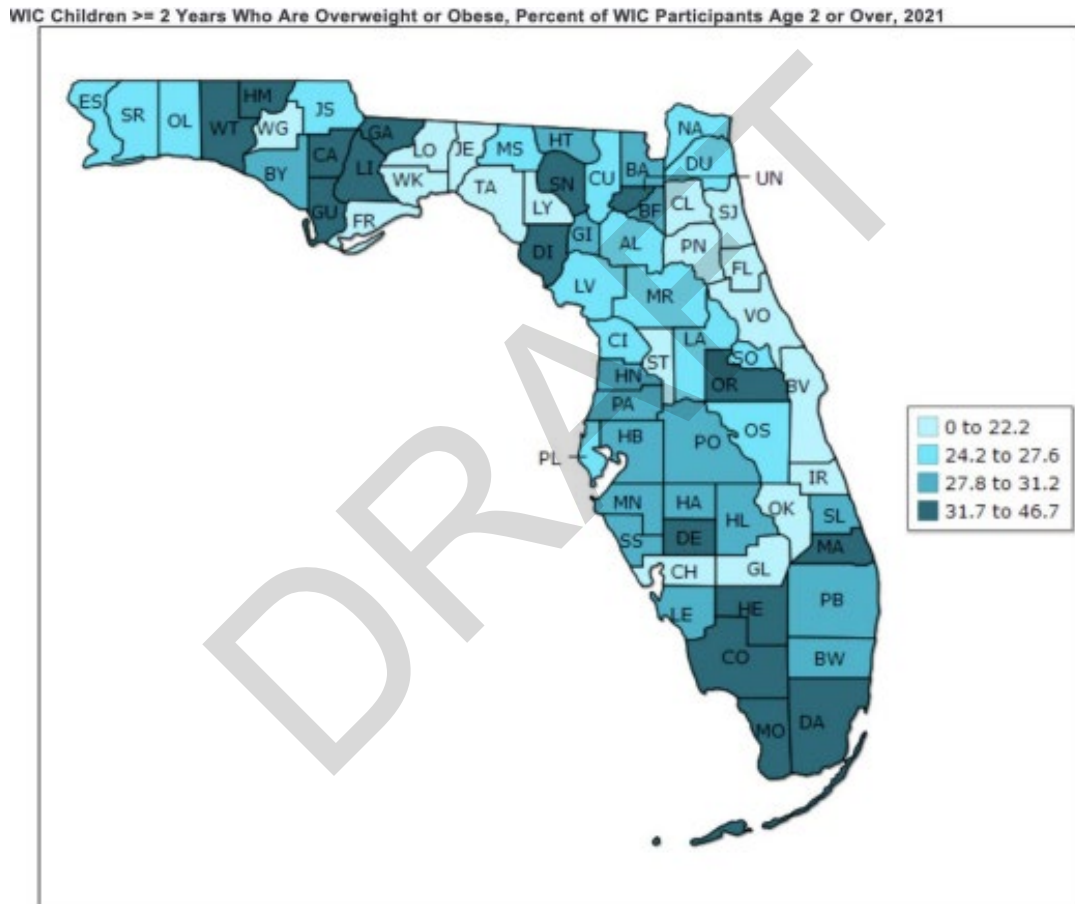 WIC Children >= 2 Years Who Are Overweight or Obese, Percent of WIC Participants Age 2 or Over, 2021
ES SR OL WT HM WG JS
BY CA GU LI GA FR LO WK JE
TA MS HT SN LY CU BA NA DU UN
DI GI BF AL CL SJ PN FL
LV MR VO
CI ST LA SO
HN OR BV
PA
HB PO OS
PL
IR
MN HA HL OK SL
SS DE MA
CH GL
LE HE PB
CO BW
MO DA
0 to 22.2
24.2 to 27.6
27.8 to 31.2
31.7 to 46.7
DRAFT